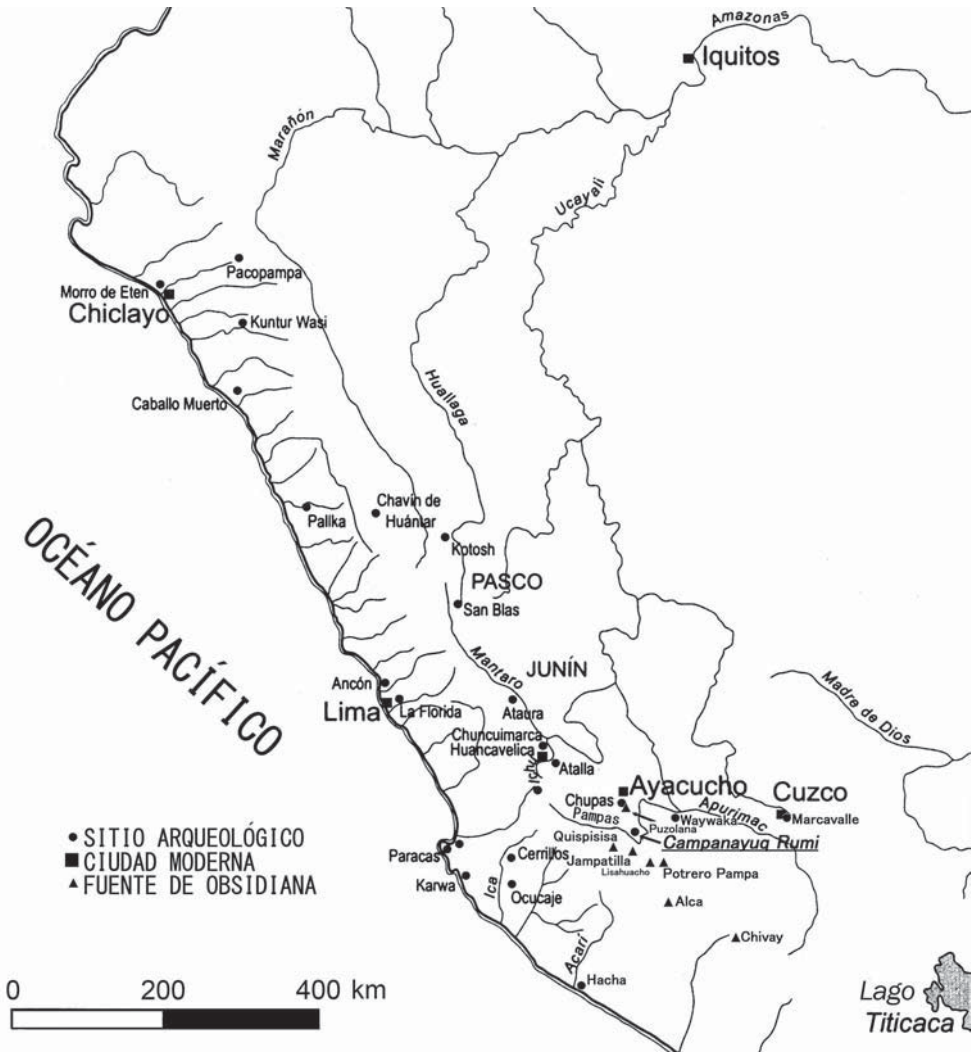 Amazonas
Iquitos
Marañón
Ucayali
Pacopampa
Morro de Eten
Chiclayo
Kuntur Wasi
Huallaga
Caballo Muerto
Chavín de
Huántar
Pallka
Kotosh
OCÉANO PACÍFICO
PASCO
San Blas
Mantaro
JUNÍN
Ancón
Lima
La Florida
Ataura
Madre de Dios
Chuncuimarca
Huancavelica
Atalla
Ichu
Ayacucho
Cuzco
Chupas
Apurimac
Pampas
Waywaka
Marcavalle
Puzolana
Quispisisa
Campanayuq Rumi
SITIO ARQUEOLÓGICO
CIUDAD MODERNA
FUENTE DE OBSIDIANA
Paracas
Cerrillos
Jampatilla
Lisahuacho
Potrero Pampa
Karwa
Ica
Ocucaje
Alca
Chivay
Acarí
Hacha
0 200 400 km
Lago
Titicaca